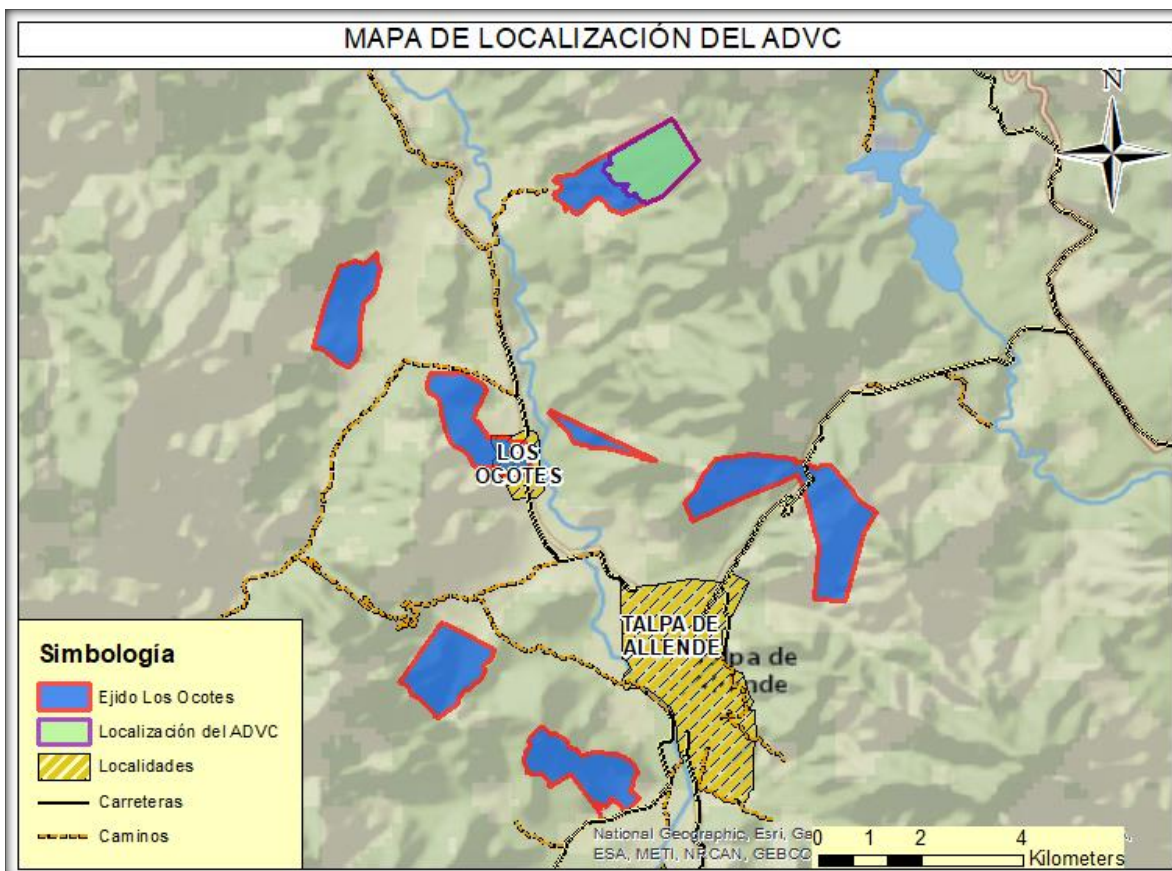 MAPA DE LOCALIZACIÓN DEL ADVC
N
LOS
OCOTES
TALPA DE
ALLENDE
pa de
nde
Simbología
Ejido Los Ocotes
Localización del ADVC
Localidades
Carreteras
Caminos
National Geographic, Esri, Ga
ESA, METI, NRCAN, GEBCO
0 1 2 4
Kilometers